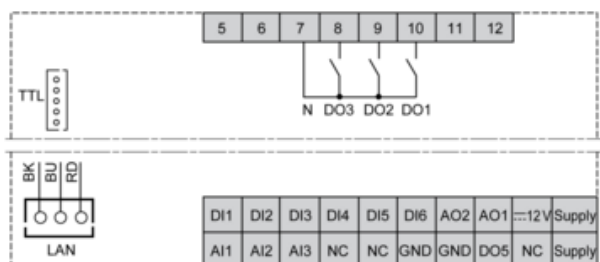 5 6 7 8 9 10 11 12
TTL
N DO3 DO2 DO1
BK BU RD
LAN
DI1 DI2 DI3 DI4 DI5 DI6 AO2 AO1 ⎓12V Supply
AI1 AI2 AI3 NC NC GND GND DO5 NC Supply